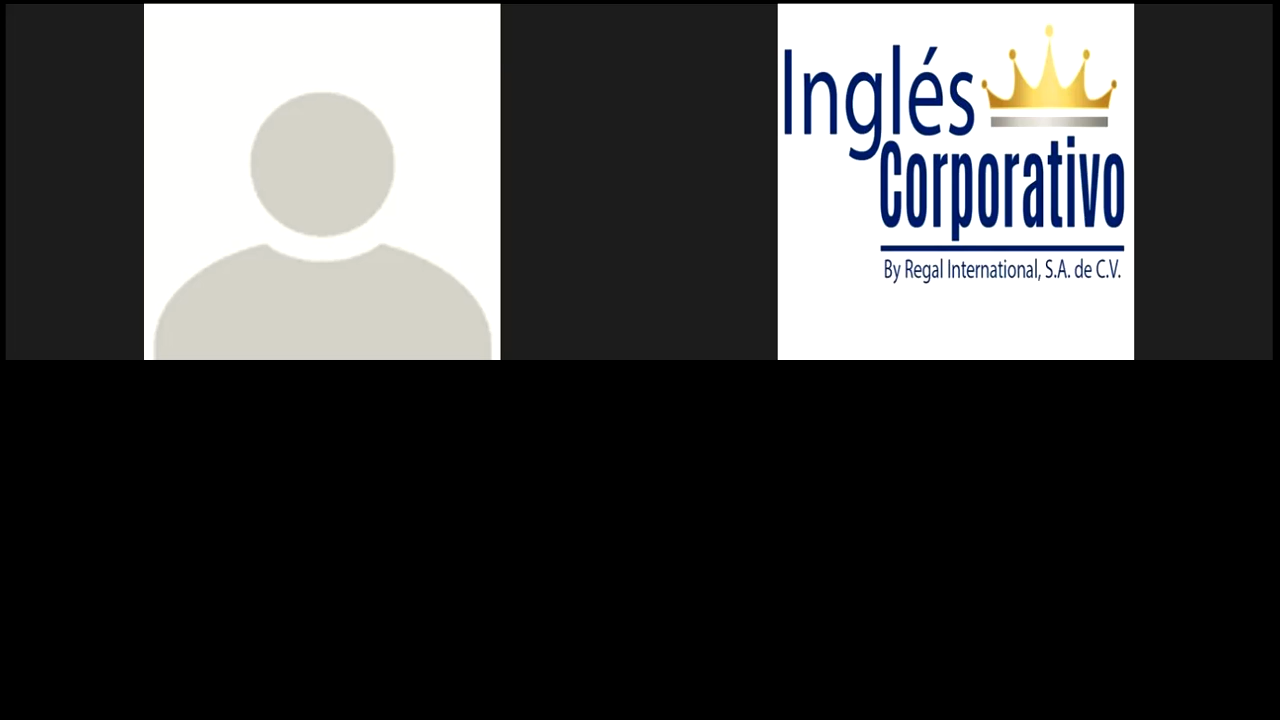 Inglés
Corporativo
By Regal International, S.A. de C.V.